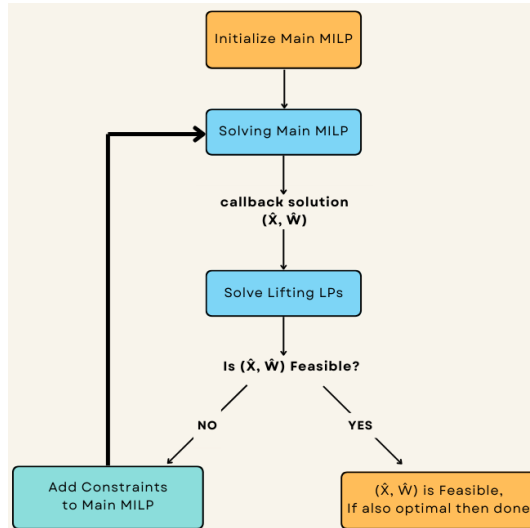 Initialize Main MILP
Solving Main MILP
callback solution
(X̂, Ŵ)
Solve Lifting LPs
Is (X̂, Ŵ) Feasible?
NO
YES
Add Constraints
to Main MILP
(X̂, Ŵ) is Feasible,
If also optimal then done